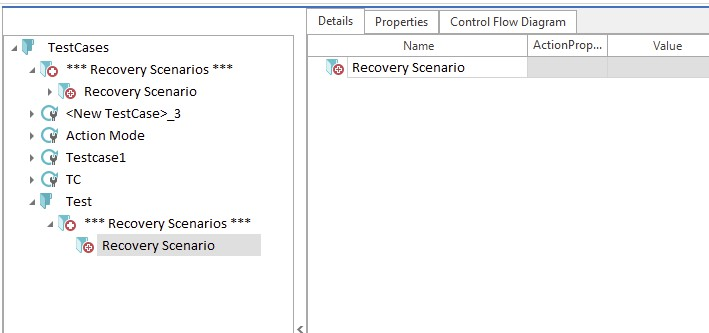 Details Properties Control Flow Diagram
TestCases
*** Recovery Scenarios ***
Recovery Scenario
<New TestCase>_3
Action Mode
Testcase1
TC
Test
*** Recovery Scenarios ***
Recovery Scenario
Name ActionProp... Value
Recovery Scenario